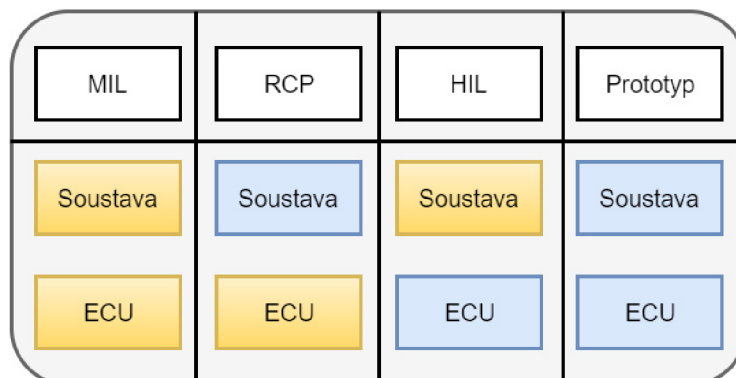 MIL RCP HIL Prototyp
Soustava Soustava Soustava Soustava
ECU ECU ECU ECU